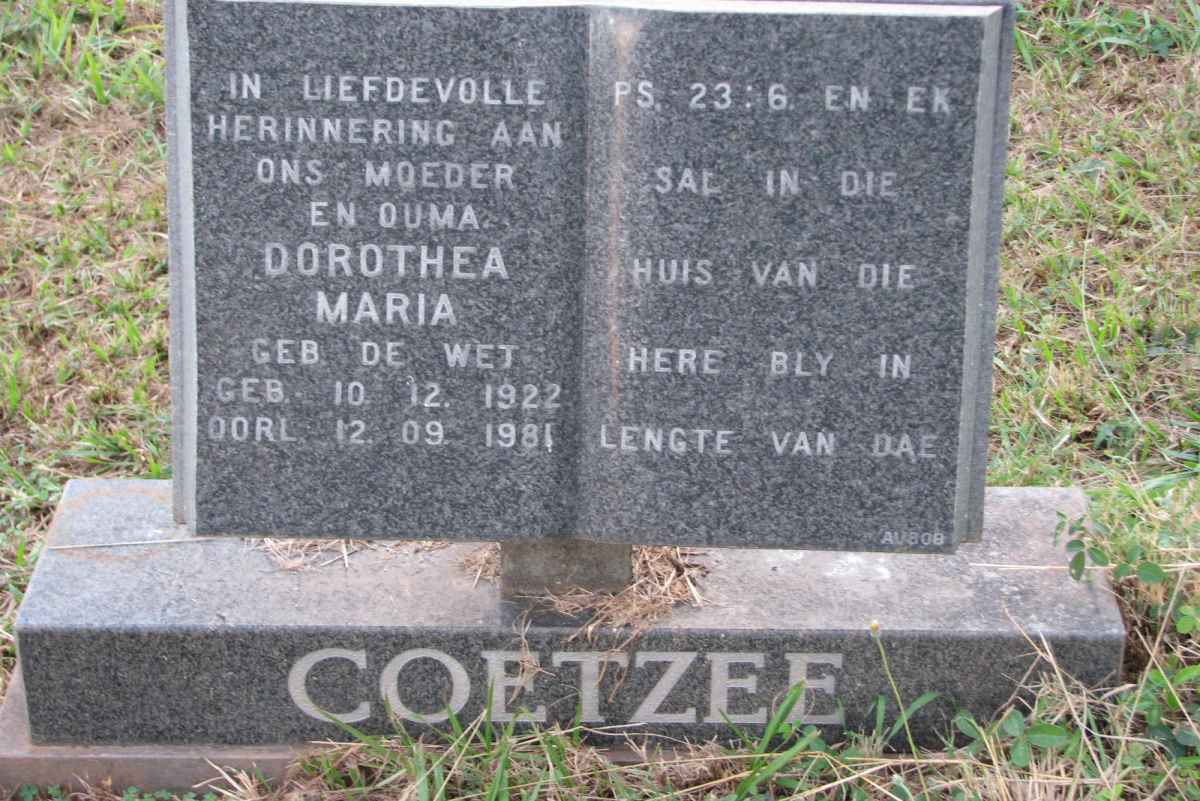 IN LIEFDEVOLLE
HERINNERING AAN
ONS MOEDER
EN OUMA.
DOROTHEA
MARIA
GEB. DE WET
GEB. 10. 12. 1922
OORL. 12. 09. 1981
PS. 23:6. EN EK
SAL IN DIE
HUIS VAN DIE
HERE BLY IN
LENGTE VAN DAE
AVBOB
COETZEE